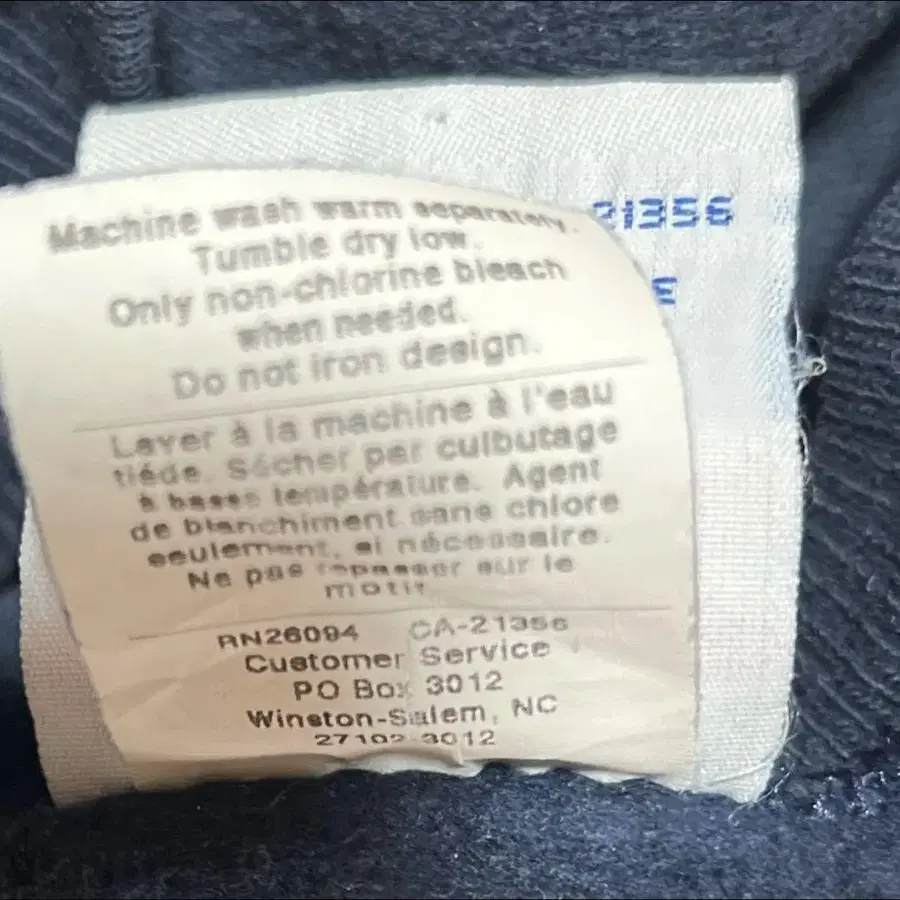 Machine wash warm separately.
Tumble dry low.
Only non-chlorine bleach
when needed.
Do not iron design.
Laver à la machine à l'eau
tiéde. Sécher par culbutage
à basse température. Agent
de blanchiment sans chlore
seulement, si nécessaire.
Ne pas repasser sur le
motif
RN26094 CA-21356
Customer Service
PO Box 3012
Winston-Salem, NC
27102-3012
21356
E